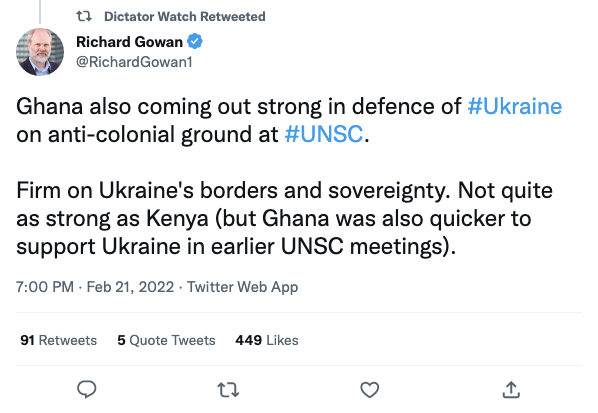 Dictator Watch Retweeted
Richard Gowan
@RichardGowan1
Ghana also coming out strong in defence of #Ukraine
on anti-colonial ground at #UNSC.
Firm on Ukraine's borders and sovereignty. Not quite
as strong as Kenya (but Ghana was also quicker to
support Ukraine in earlier UNSC meetings).
7:00 PM · Feb 21, 2022 · Twitter Web App
91 Retweets 5 Quote Tweets 449 Likes